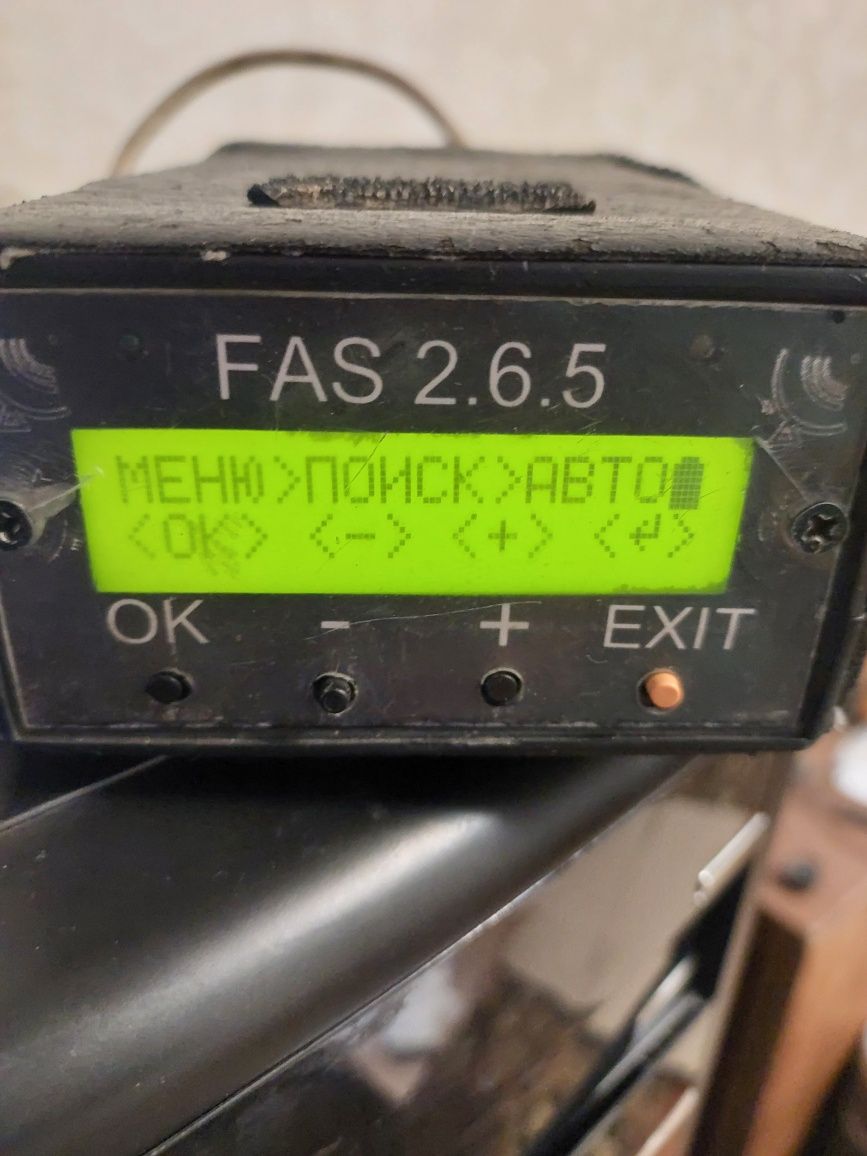 FAS 2.6.5
МЕНЮ>ПОИСК>АВТО
<OK> <-> <+> <↲>
OK - + EXIT